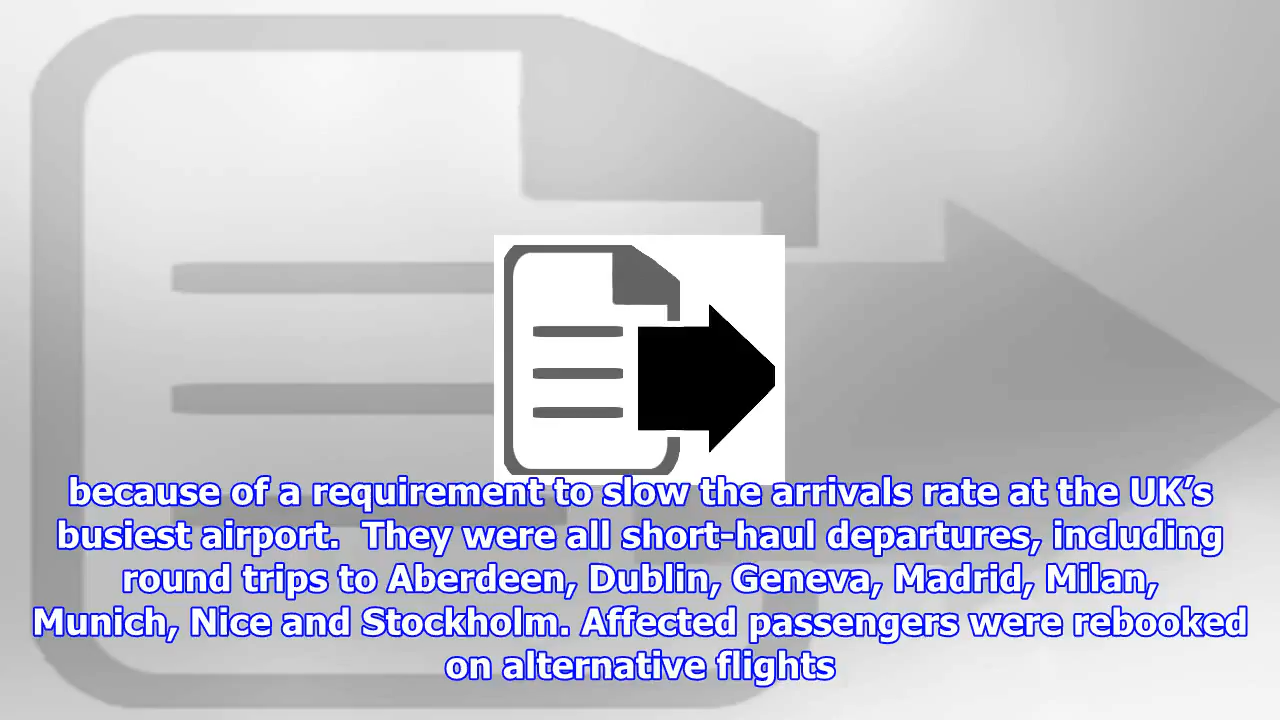 because of a requirement to slow the arrivals rate at the UK’s
busiest airport.  They were all short-haul departures, including
round trips to Aberdeen, Dublin, Geneva, Madrid, Milan,
Munich, Nice and Stockholm. Affected passengers were rebooked
on alternative flights